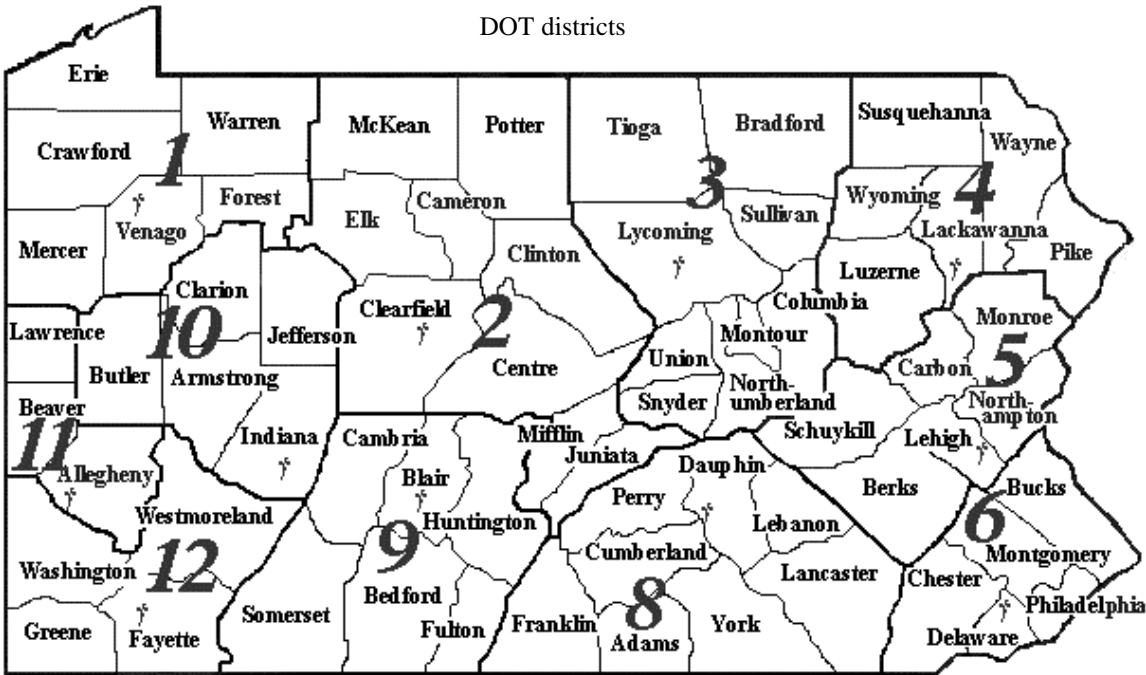 DOT districts
Erie
Warren
McKean
Potter
Tioga
Bradford
Susquehanna
Wayne
Crawford
1
Forest
Elk
Cameron
3
Sullivan
Wyoming
4
Lackawanna
Mercer
Venago
Lycoming
Clinton
Luzerne
Pike
Clarion
Clearfield
2
Columbia
Monroe
Lawrence
10
Jefferson
Montour
5
Butler
Armstrong
Centre
Union
Carbon
Beaver
Snyder
North-
umberland
North-
ampton
11
Indiana
Cambria
Mifflin
Juniata
Schuykill
Lehigh
Allegheny
Blair
Dauphin
Berks
Bucks
Westmoreland
Huntington
Perry
Lebanon
6
Washington
12
9
Cumberland
Lancaster
Montgomery
Chester
Greene
Fayette
Somerset
Bedford
Fulton
Franklin
8
Adams
York
Philadelphia
Delaware